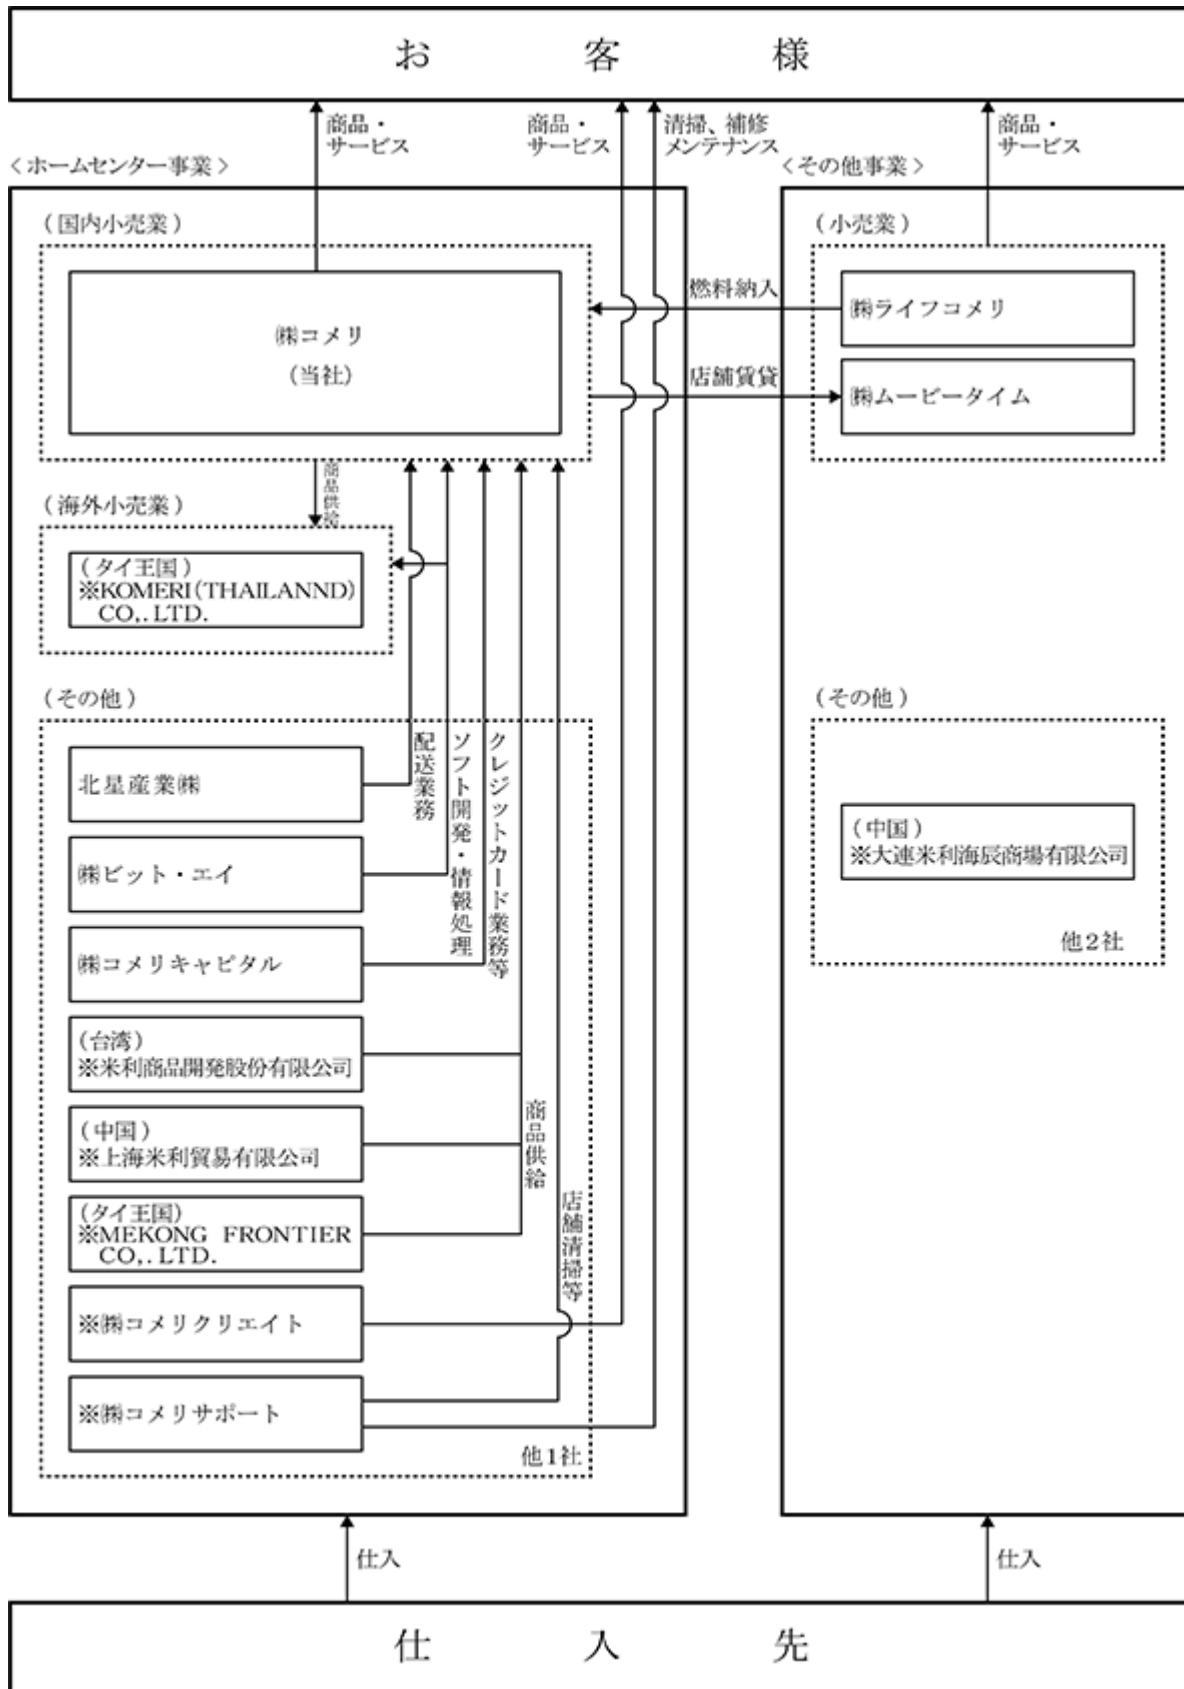 お客様
商品・
サービス
商品・
サービス
清掃、補修
メンテナンス
商品・
サービス
<ホームセンター事業>
<その他事業>
(国内小売業)
(小売業)
㈱コメリ
(当社)
燃料納入
㈱ライフコメリ
店舗賃貸
㈱ムービータイム
商品供給
(海外小売業)
(タイ王国)
※KOMERI(THAILANND)
CO,. LTD.
(その他)
(その他)
北星産業㈱
配送業務
㈱ビット・エイ
ソフト開発・情報処理
㈱コメリキャピタル
クレジットカード業務等
(中国)
※大連米利海辰商場有限公司
他2社
(台湾)
※米利商品開発股份有限公司
(中国)
※上海米利貿易有限公司
商品供給
(タイ王国)
※MEKONG FRONTIER
CO,. LTD.
店舗清掃等
※㈱コメリクリエイト
※㈱コメリサポート
他1社
仕入
仕入
仕入先